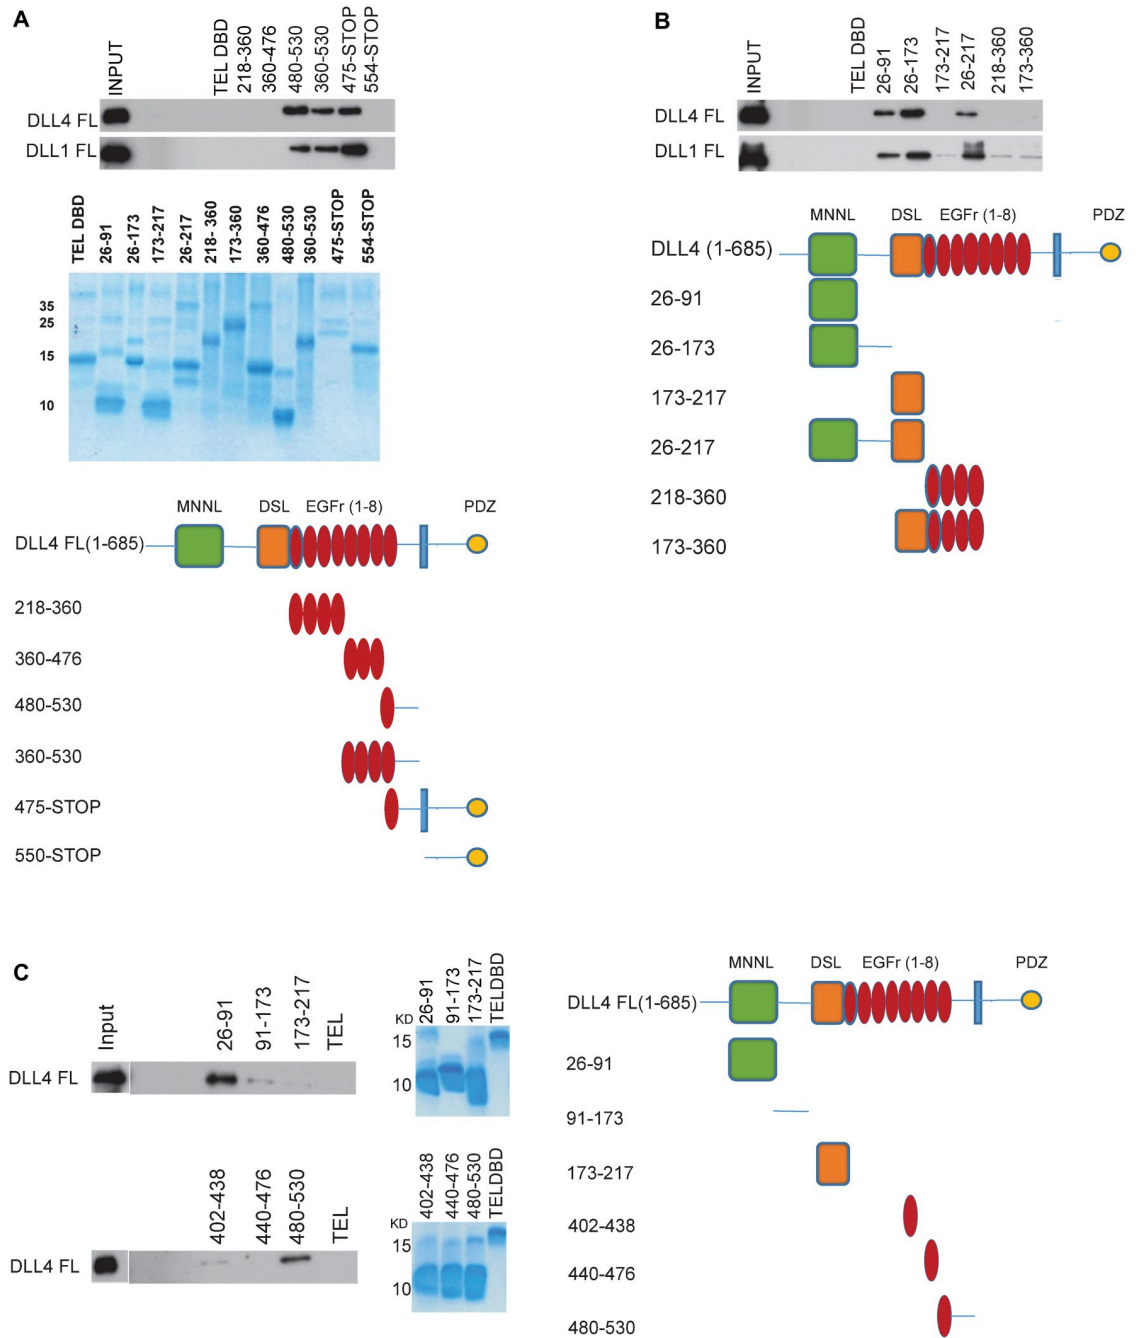 A
INPUT
TEL DBD
218-360
360-476
480-530
360-530
475-STOP
554-STOP
DLL4 FL
DLL1 FL
TEL DBD
26-91
26-173
173-217
26-217
218- 360
173-360
360-476
480-530
360-530
475-STOP
554-STOP
35
25
15
10
MNNL DSL EGFr (1-8) PDZ
DLL4 FL(1-685)
218-360
360-476
480-530
360-530
475-STOP
550-STOP
B
INPUT
TEL DBD
26-91
26-173
173-217
26-217
218-360
173-360
DLL4 FL
DLL1 FL
MNNL DSL EGFr (1-8) PDZ
DLL4 (1-685)
26-91
26-173
173-217
26-217
218-360
173-360
C
Input
26-91
91-173
173-217
TEL
DLL4 FL
26-91
91-173
173-217
TELDBD
KD
15
10
402-438
440-476
480-530
TEL
DLL4 FL
402-438
440-476
480-530
TELDBD
KD
15
10
MNNL DSL EGFr (1-8) PDZ
DLL4 FL(1-685)
26-91
91-173
173-217
402-438
440-476
480-530